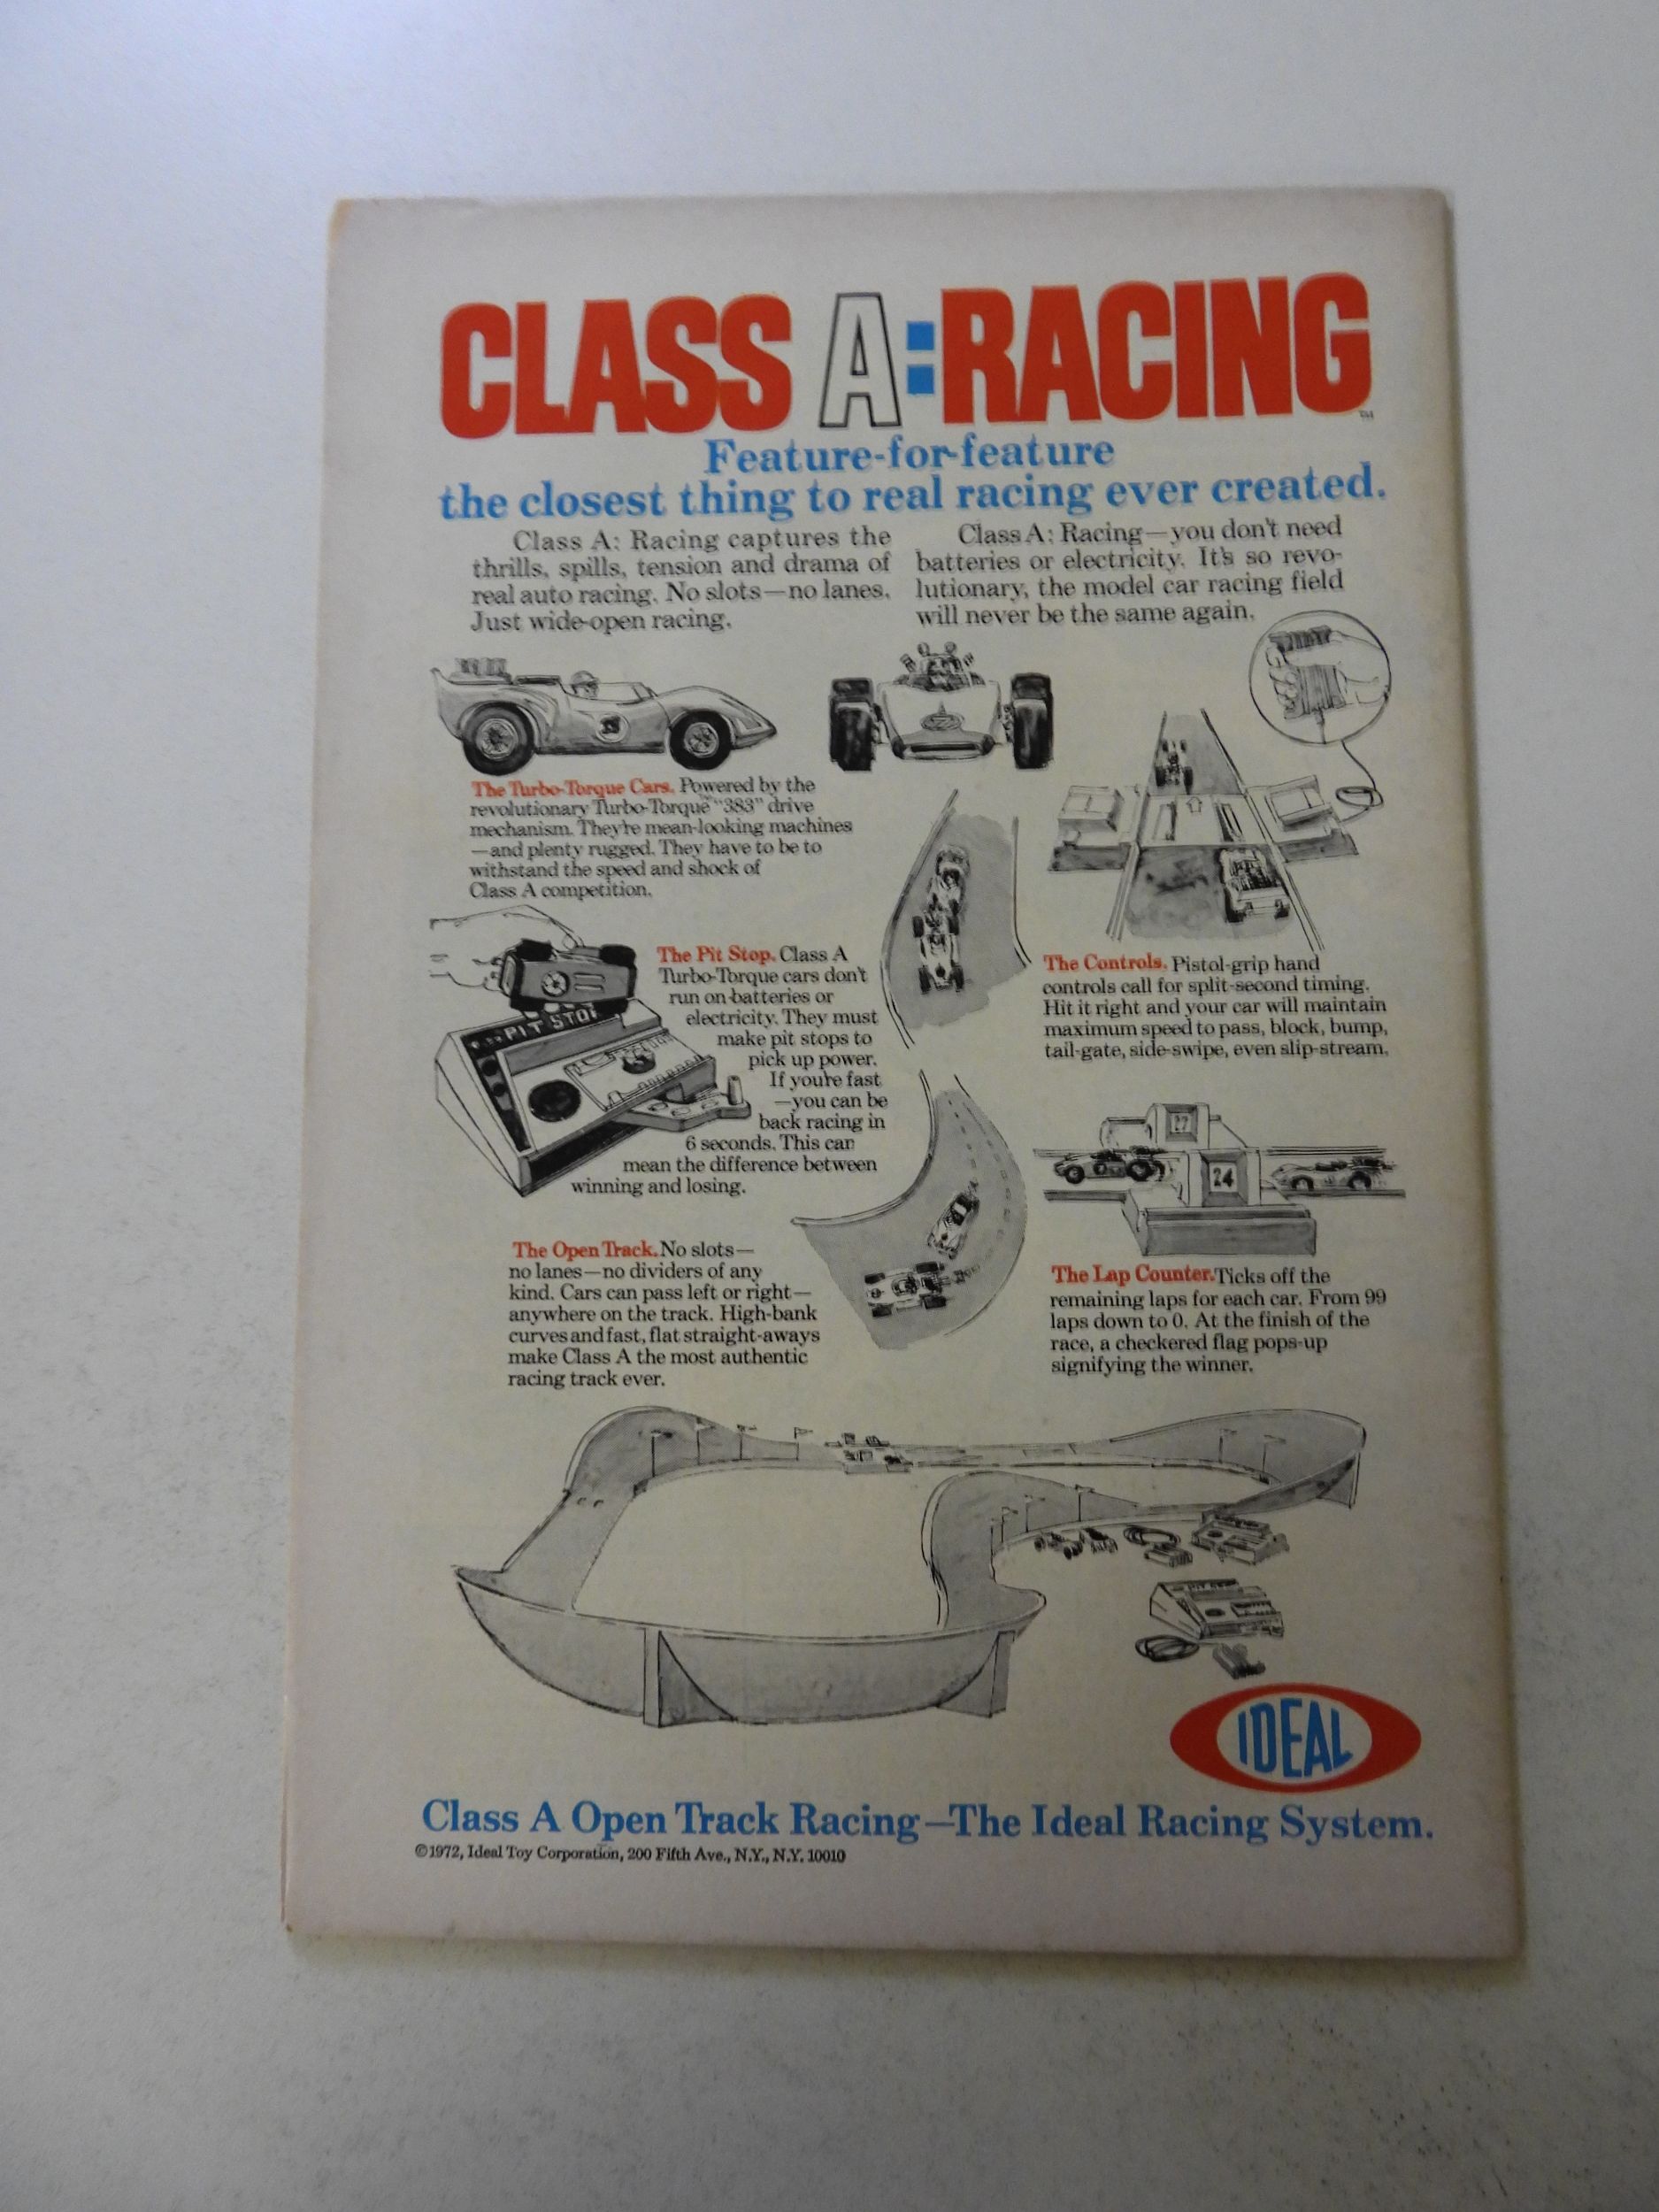 CLASS A:RACING
TM
Feature-for-feature
the closest thing to real racing ever created.
Class A: Racing captures the
thrills, spills, tension and drama of
real auto racing. No slots—no lanes.
Just wide-open racing.
Class A: Racing—you don't need
batteries or electricity. It's so revo-
lutionary, the model car racing field
will never be the same again.
The Turbo-Torque Cars. Powered by the
revolutionary Turbo-Torque™ "383" drive
mechanism. They're mean-looking machines
—and plenty rugged. They have to be to
withstand the speed and shock of
Class A competition.
PIT STOP
The Pit Stop. Class A
Turbo-Torque cars don't
run on batteries or
electricity. They must
make pit stops to
pick up power.
If you're fast
—you can be
back racing in
6 seconds. This can
mean the difference between
winning and losing.
The Controls. Pistol-grip hand
controls call for split-second timing.
Hit it right and your car will maintain
maximum speed to pass, block, bump,
tail-gate, side-swipe, even slip-stream.
27
24
The Open Track. No slots—
no lanes—no dividers of any
kind. Cars can pass left or right—
anywhere on the track. High-bank
curves and fast, flat straight-aways
make Class A the most authentic
racing track ever.
The Lap Counter. Ticks off the
remaining laps for each car. From 99
laps down to 0. At the finish of the
race, a checkered flag pops-up
signifying the winner.
IDEAL
Class A Open Track Racing—The Ideal Racing System.
©1972, Ideal Toy Corporation, 200 Fifth Ave., N.Y., N.Y. 10010